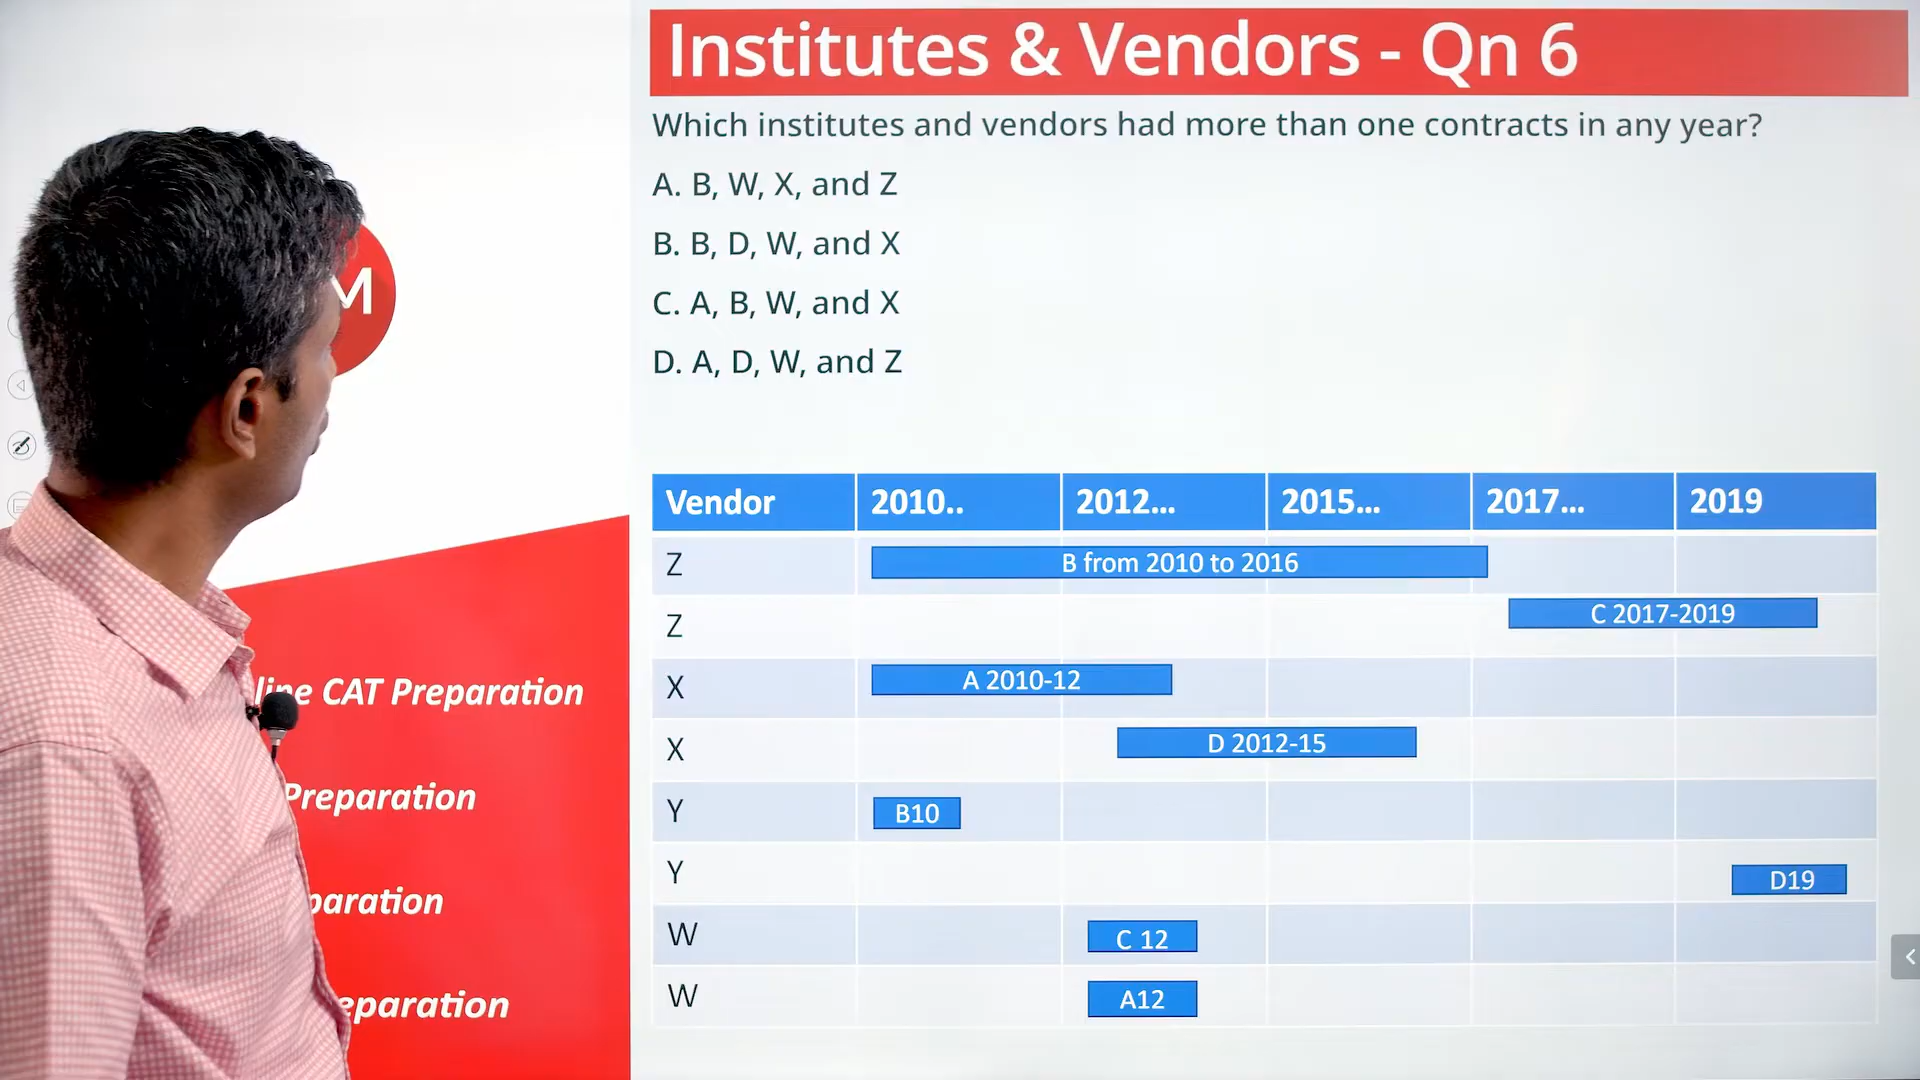 Institutes & Vendors - Qn 6
Which institutes and vendors had more than one contracts in any year?
A. B, W, X, and Z
B. B, D, W, and X
C. A, B, W, and X
D. A, D, W, and Z
M
line CAT Preparation
Preparation
paration
eparation
Vendor 2010.. 2012... 2015... 2017... 2019
Z B from 2010 to 2016
Z C 2017-2019
X A 2010-12
X D 2012-15
Y B10
Y D19
W C 12
W A12